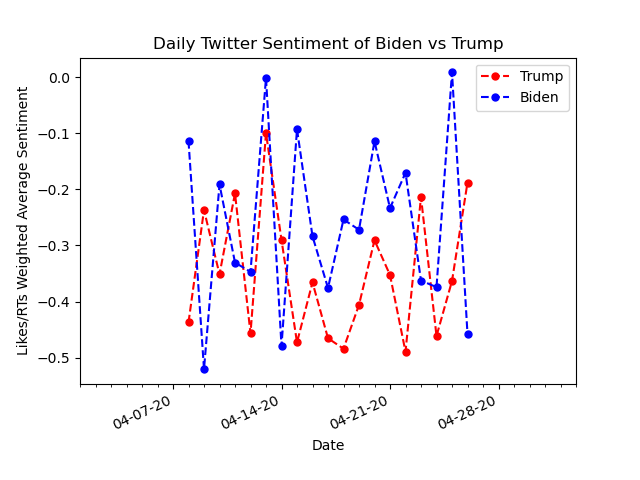 Daily Twitter Sentiment of Biden vs Trump
Likes/RTs Weighted Average Sentiment
0.0
−0.1
−0.2
−0.3
−0.4
−0.5
Trump
Biden
04-07-20
04-14-20
04-21-20
04-28-20
Date